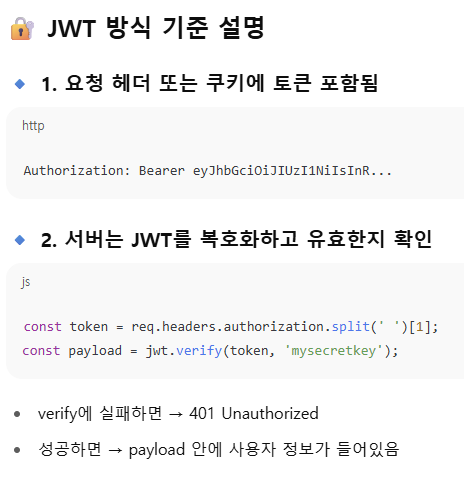 🔐 JWT 방식 기준 설명
🔹 1. 요청 헤더 또는 쿠키에 토큰 포함됨
http
Authorization: Bearer eyJhbGciOiJIUzI1NiIsInR...
🔹 2. 서버는 JWT를 복호화하고 유효한지 확인
js
const token = req.headers.authorization.split(' ')[1];
const payload = jwt.verify(token, 'mysecretkey');
• verify에 실패하면 → 401 Unauthorized
• 성공하면 → payload 안에 사용자 정보가 들어있음